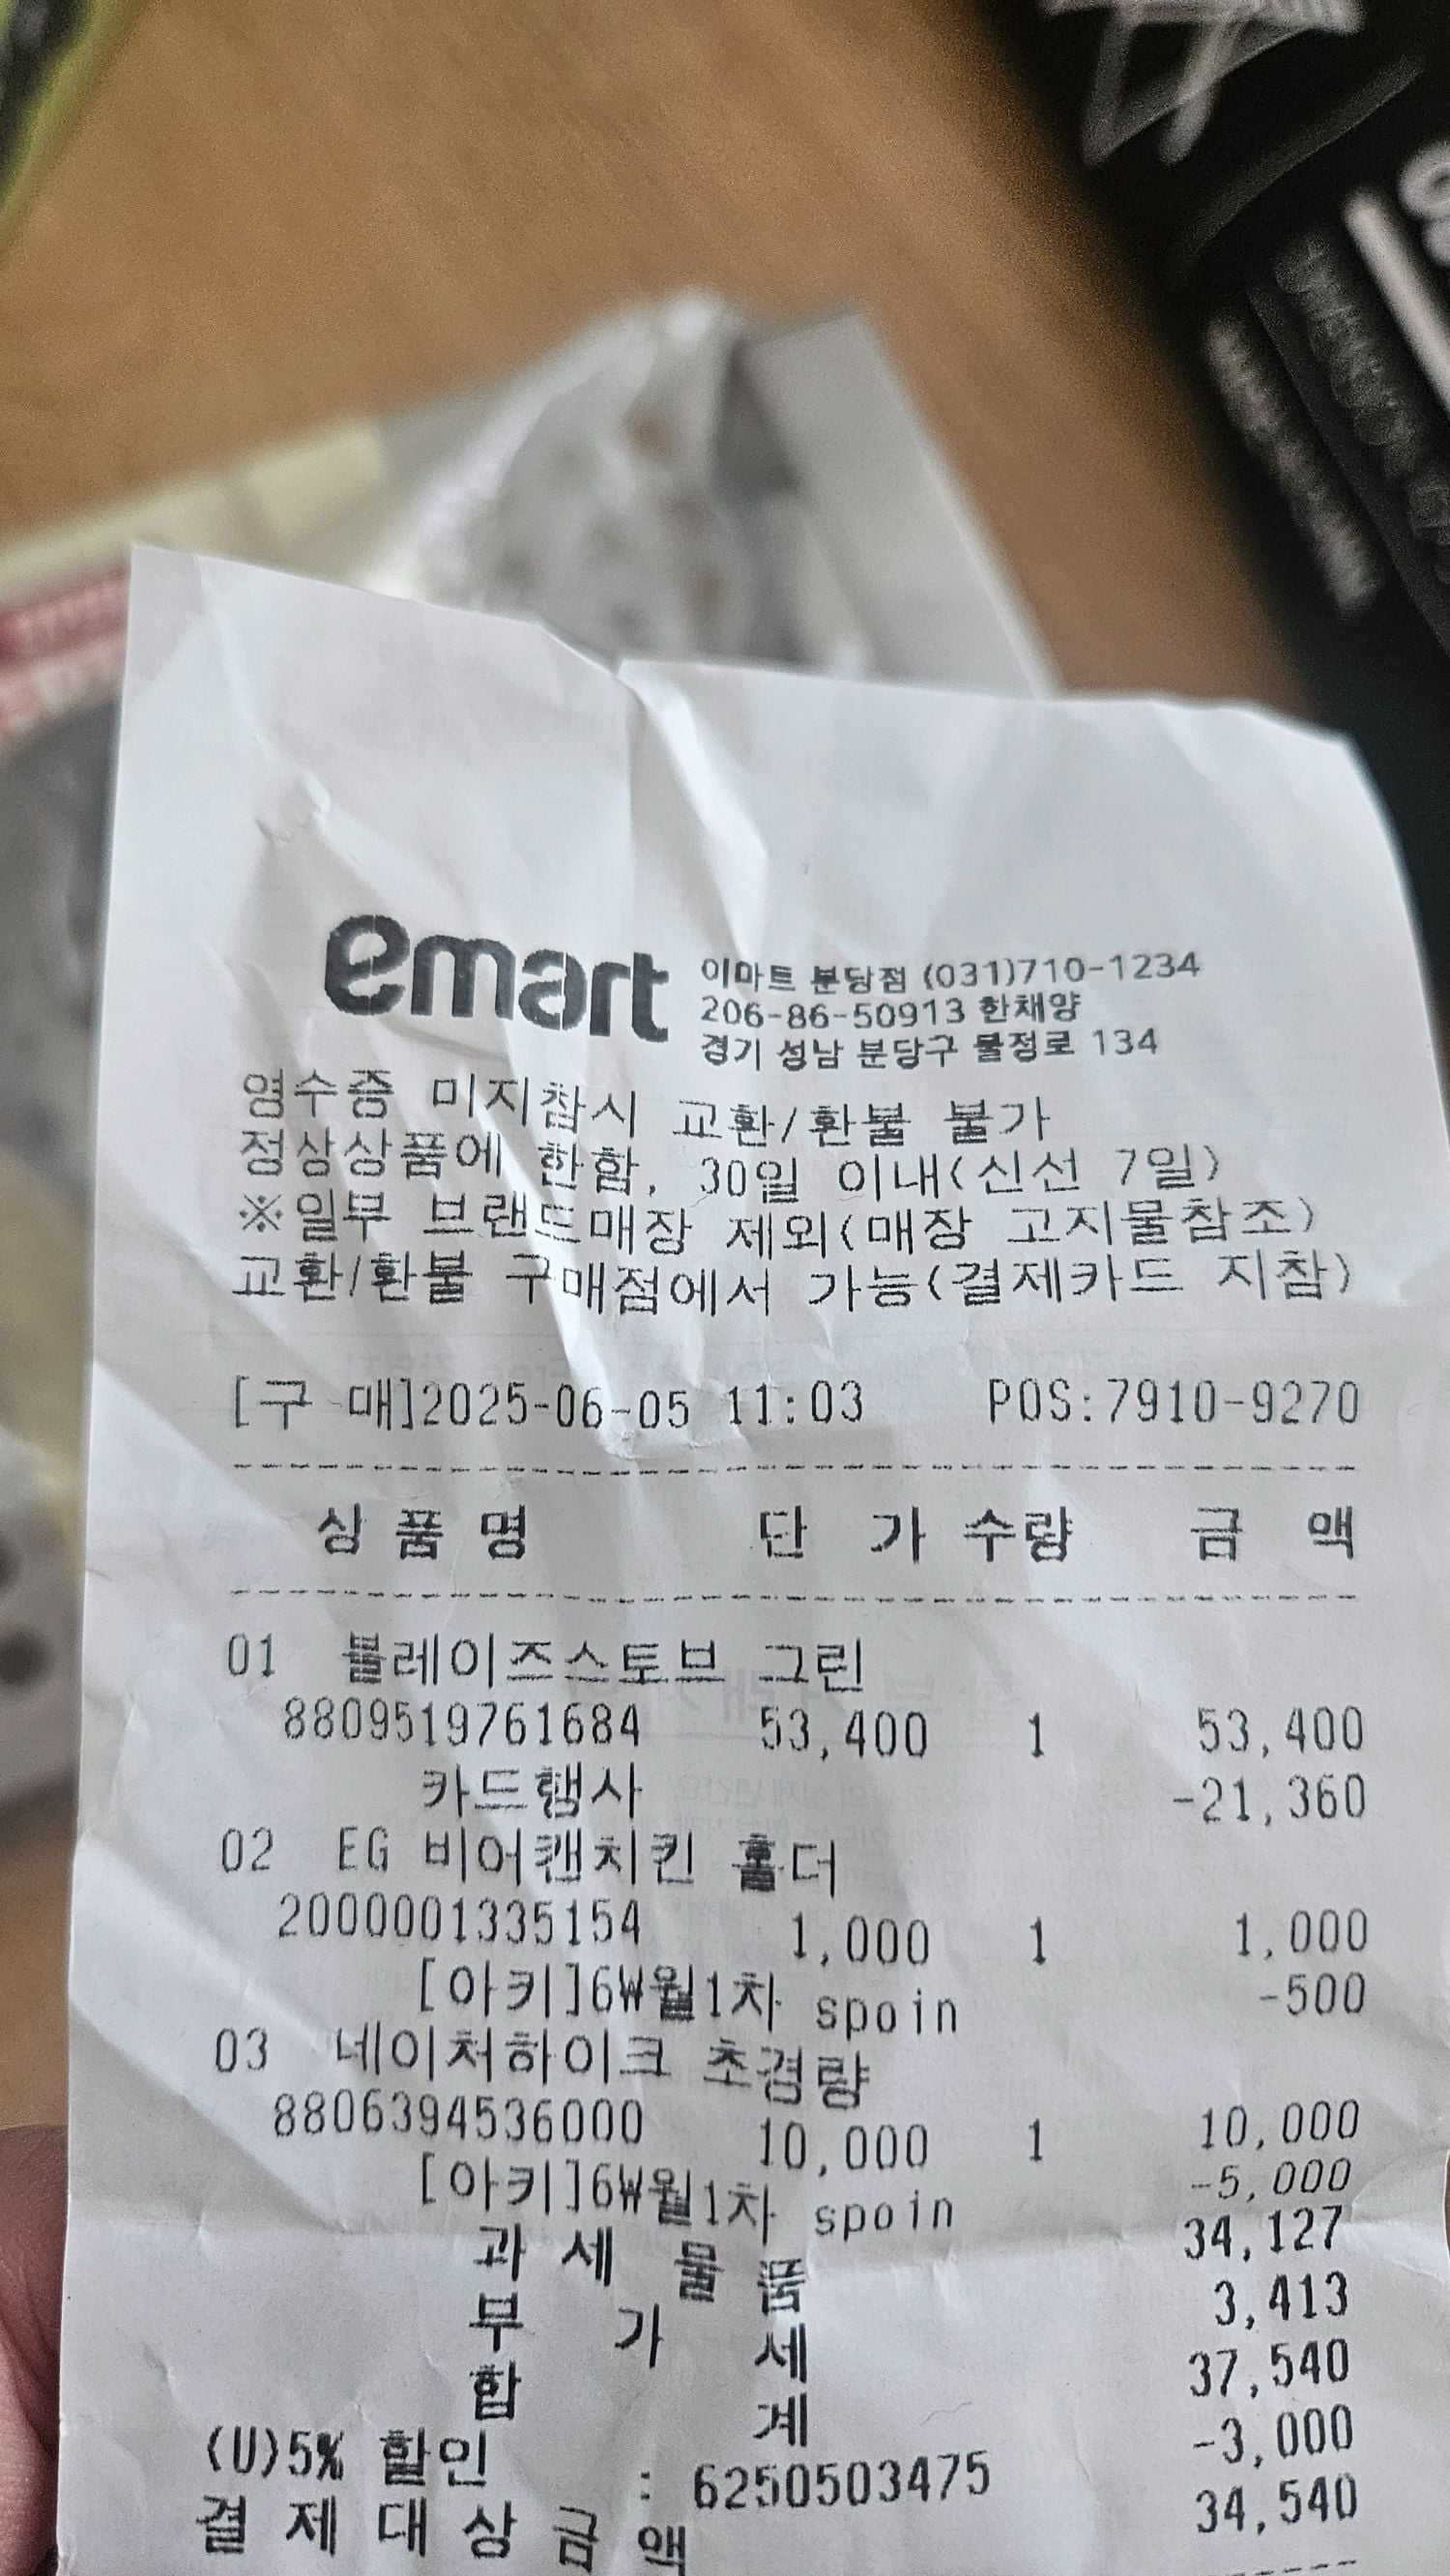 emart
이마트 분당점 (031)710-1234
206-86-50913 한채양
경기 성남 분당구 불정로 134
영수증 미지참시 교환/환불 불가
정상상품에 한함, 30일 이내(신선 7일)
※일부 브랜드매장 제외(매장 고지물참조)
교환/환불 구매점에서 가능(결제카드 지참)
[구 매]2025-06-05 11:03 POS:7910-9270
상 품 명 단 가 수량 금 액
01 블레이즈스토브 그린
8809519761684 53,400 1 53,400
카드행사 -21,360
02 EG 비어캔치킨 홀더
2000001335154 1,000 1 1,000
[아키]6₩월1차 spoin -500
03 네이처하이크 초경량
8806394536000 10,000 1 10,000
[아키]6₩월1차 spoin -5,000
과 세 물 품 34,127
부 가 세 3,413
합 계 37,540
(U)5% 할인 : 6250503475 -3,000
결 제 대 상 금 액 34,540